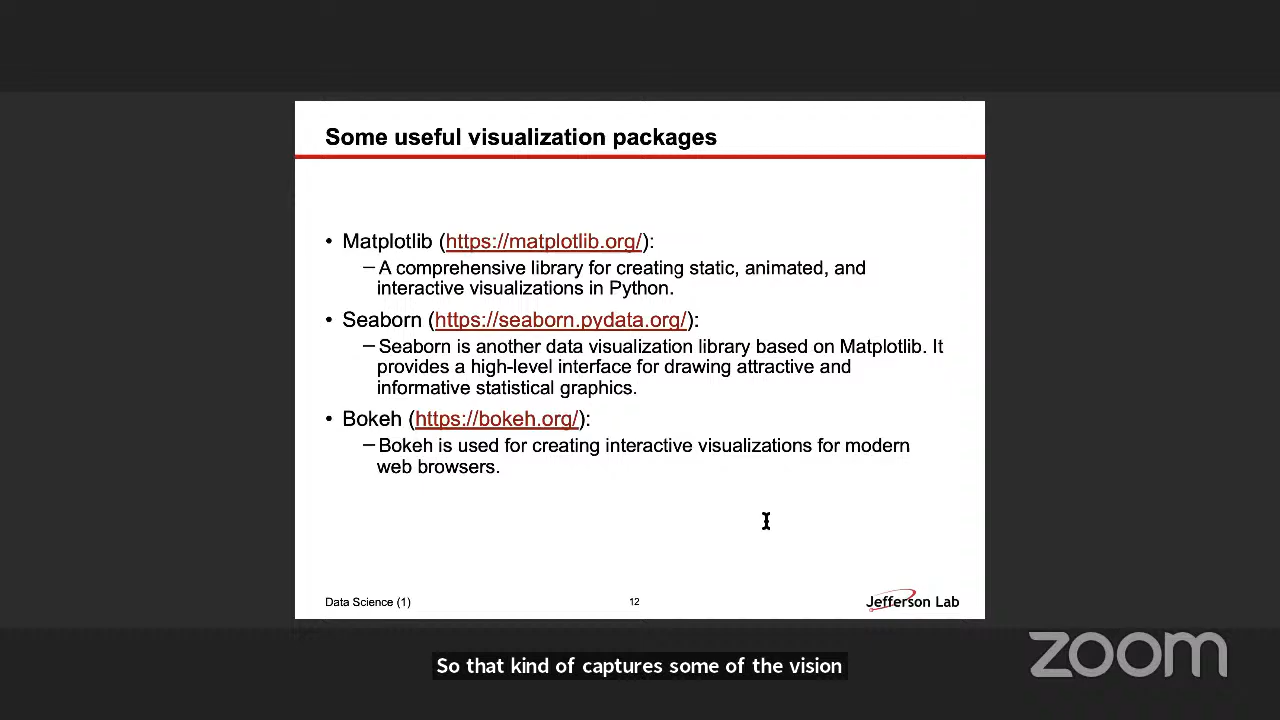 Some useful visualization packages
• Matplotlib (https://matplotlib.org/):
– A comprehensive library for creating static, animated, and
interactive visualizations in Python.
• Seaborn (https://seaborn.pydata.org/):
– Seaborn is another data visualization library based on Matplotlib. It
provides a high-level interface for drawing attractive and
informative statistical graphics.
• Bokeh (https://bokeh.org/):
– Bokeh is used for creating interactive visualizations for modern
web browsers.
Data Science (1)
12
Jefferson Lab
So that kind of captures some of the vision
zoom